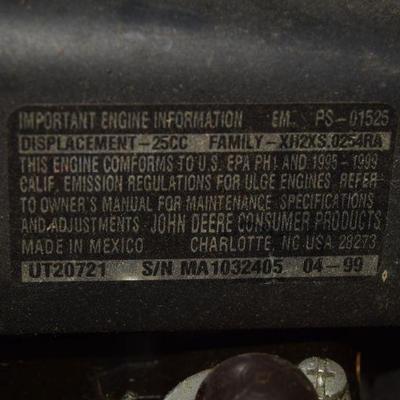 IMPORTANT ENGINE INFORMATION EM. PS-01525
DISPLACEMENT-25CC FAMILY-XH2XS.0254RA
THIS ENGINE COMFORMS TO U.S. EPA PH1 AND 1995-1999
CALIF. EMISSION REGULATIONS FOR ULGE ENGINES. REFER
TO OWNER'S MANUAL FOR MAINTENANCE, SPECIFICATIONS
AND ADJUSTMENTS. JOHN DEERE CONSUMER PRODUCTS
MADE IN MEXICO CHARLOTTE, NC USA 28273
UT20721 S/N MA1032405 04-99